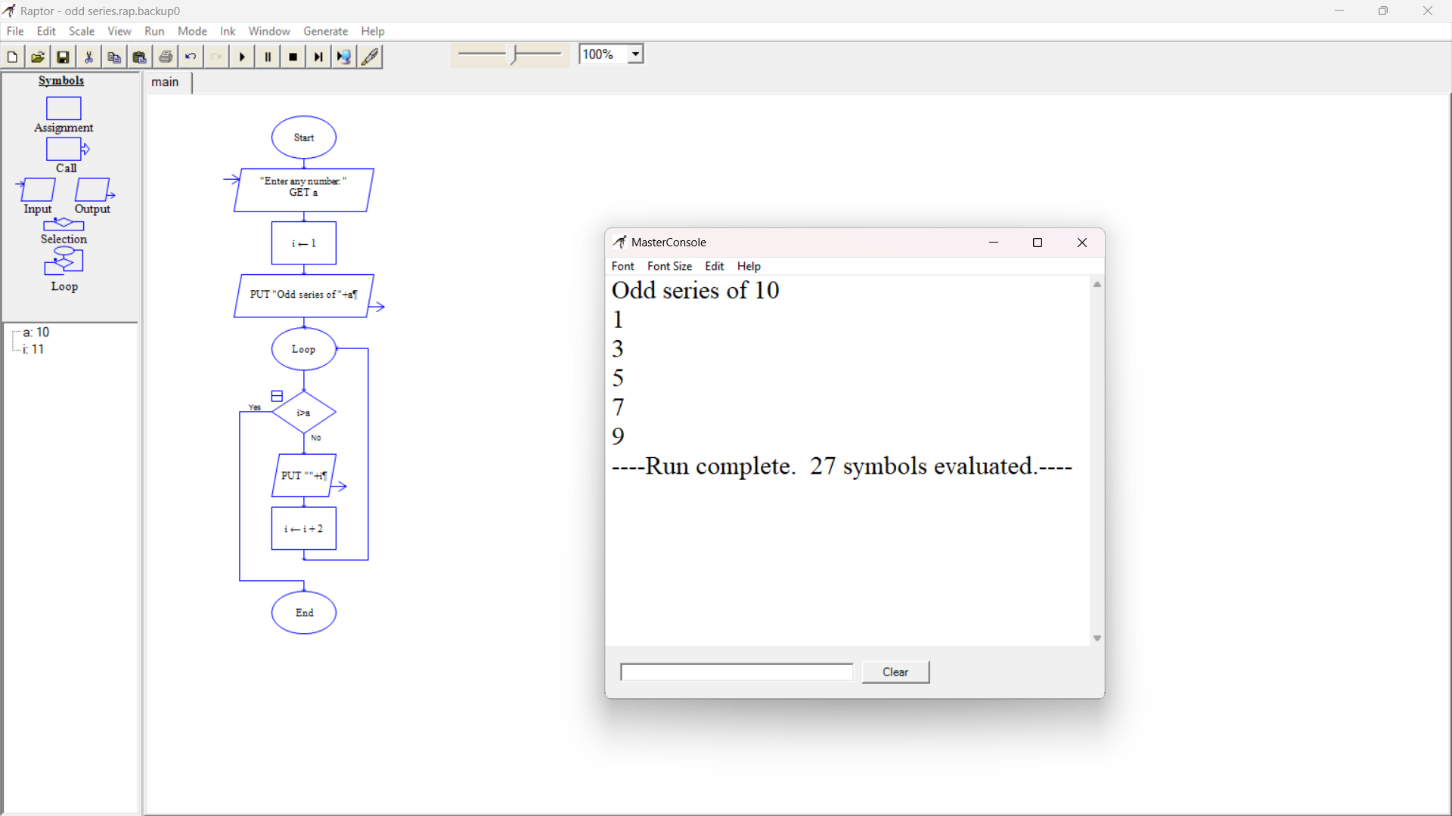 Raptor - odd series.rap.backup0
File Edit Scale View Run Mode Ink Window Generate Help
100%
Symbols
Assignment
Call
Input Output
Selection
Loop
a: 10
i: 11
main
Start
"Enter any number:"
GET a
i ← 1
PUT "Odd series of "+a¶
Loop
i>a
Yes
No
PUT ""+i¶
i ← i + 2
End
MasterConsole
Font Font Size Edit Help
Odd series of 10
1
3
5
7
9
----Run complete.  27 symbols evaluated.----
Clear